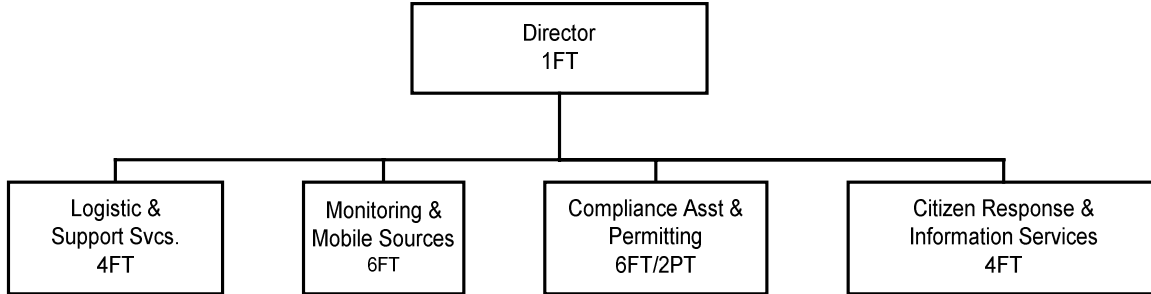 Director
1FT
Logistic &
Support Svcs.
4FT
Monitoring &
Mobile Sources
6FT
Compliance Asst &
Permitting
6FT/2PT
Citizen Response &
Information Services
4FT